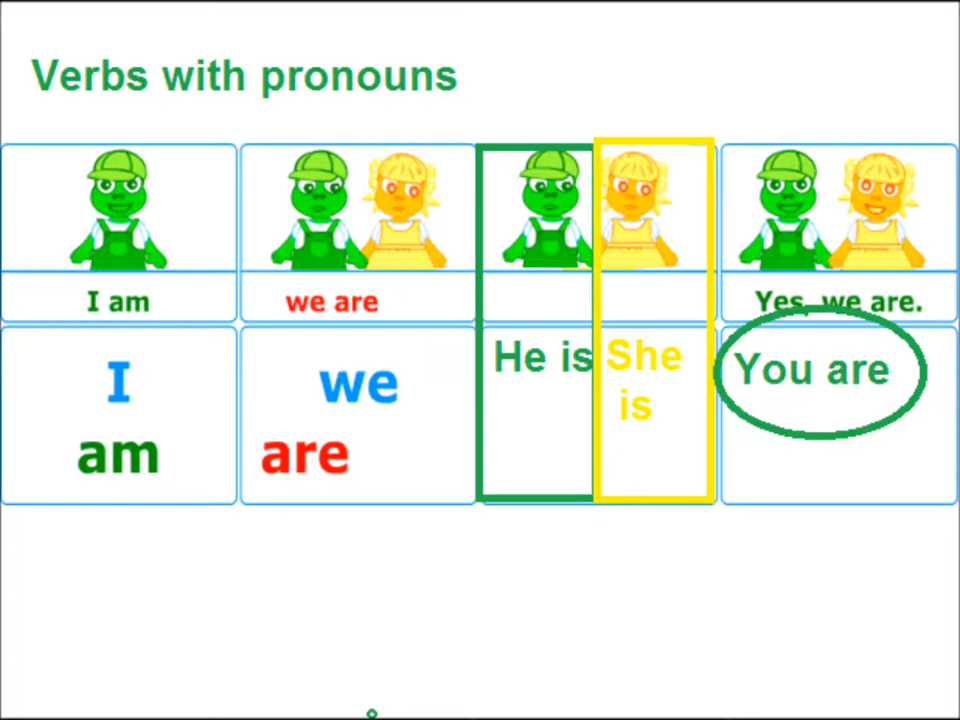 Verbs with pronouns
I am
we are
Yes, we are.
I
am
we
are
He is
She
is
You are